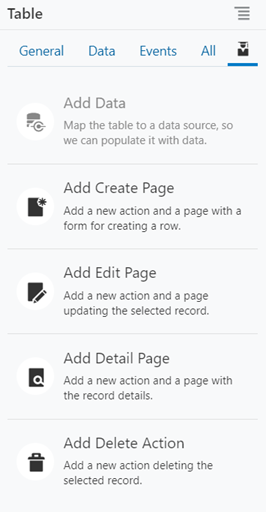 Table
General Data Events All
Add Data
Map the table to a data source, so
we can populate it with data.
Add Create Page
Add a new action and a page with a
form for creating a row.
Add Edit Page
Add a new action and a page
updating the selected record.
Add Detail Page
Add a new action and a page with
the record details.
Add Delete Action
Add a new action deleting the
selected record.